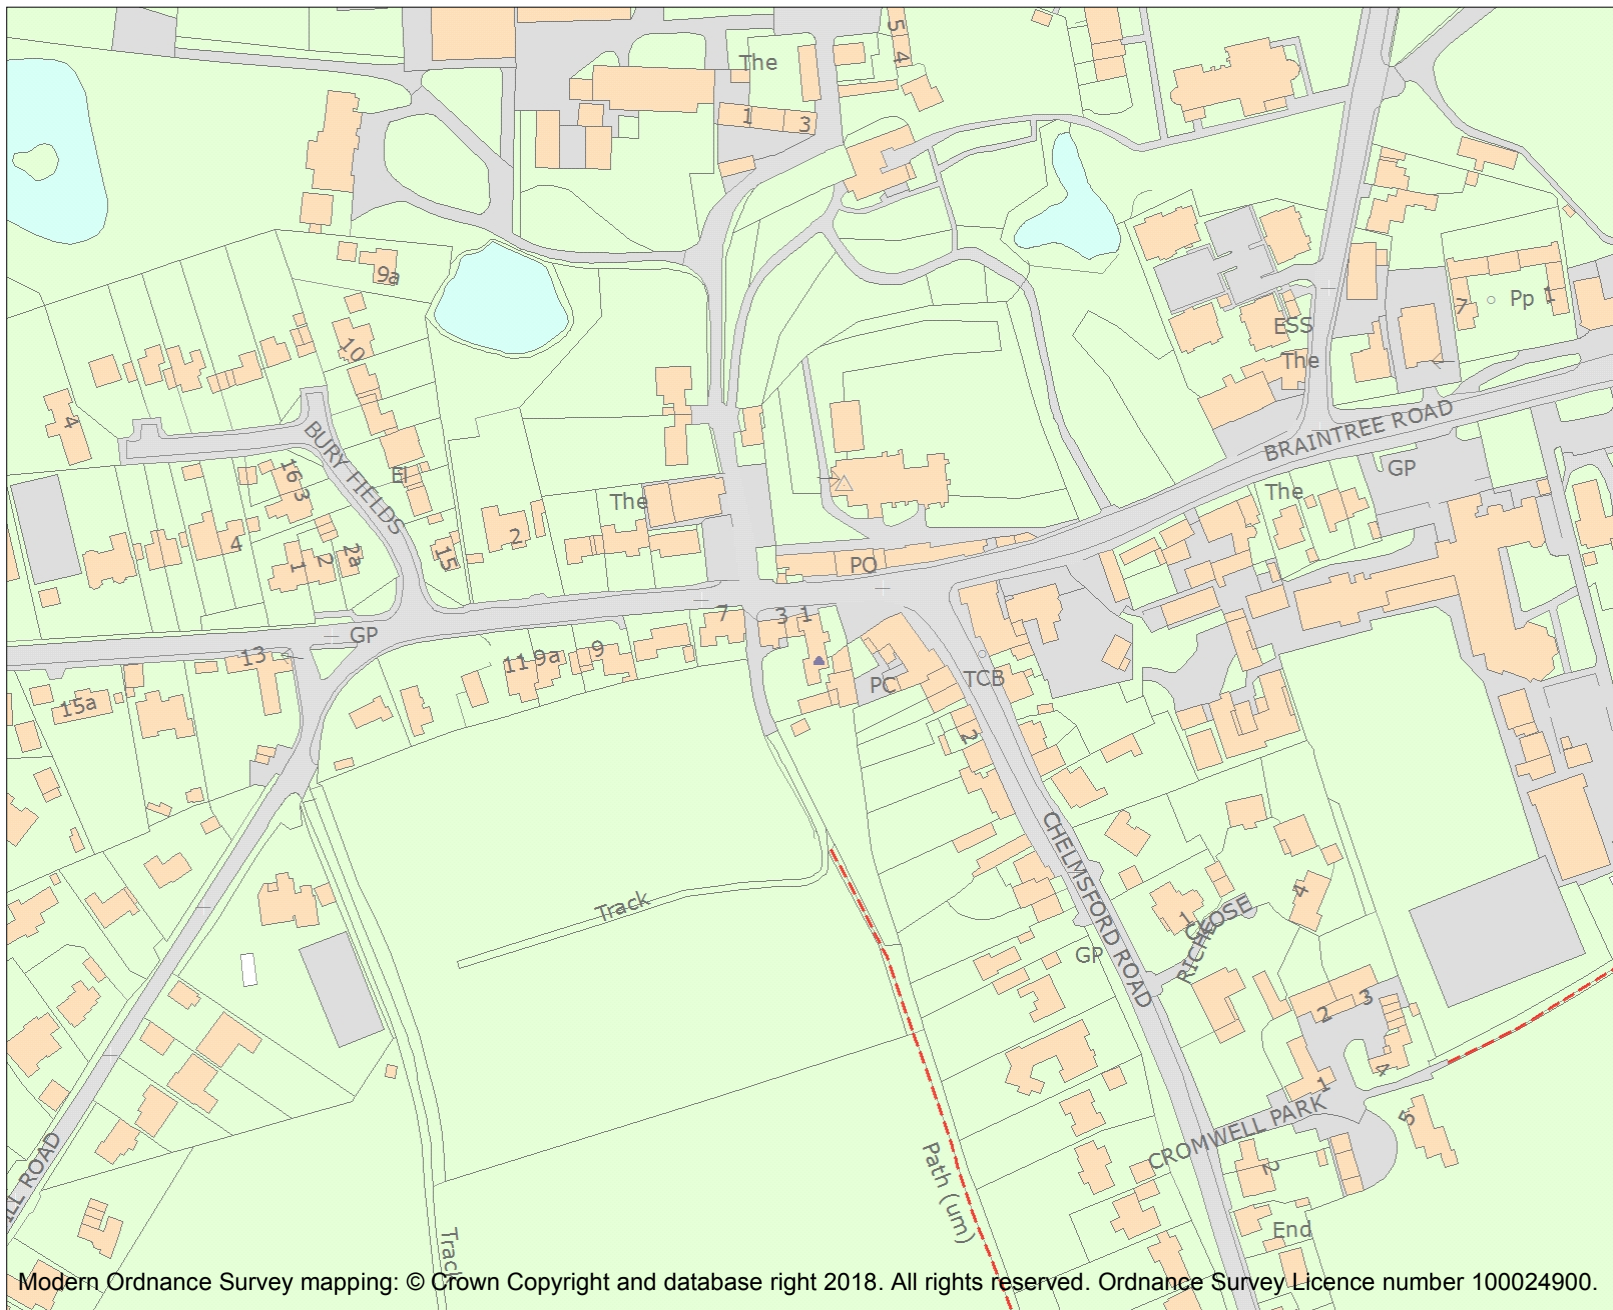 5
4
The
1
3
9a
10
4
BURY FIELDS
El
16
3
4
1
2
2a
15
2
The
ESS
The
7
Pp
1
BRAINTREE ROAD
GP
The
PO
7
3
1
GP
13
11
9a
9
15a
PC
TCB
2
CHELMSFORD ROAD
Track
GP
1
RICHE CLOSE
4
2
3
1
4
5
CROMWELL PARK
2
End
Path (um)
Track
ILL ROAD
Modern Ordnance Survey mapping: © Crown Copyright and database right 2018. All rights reserved. Ordnance Survey Licence number 100024900.